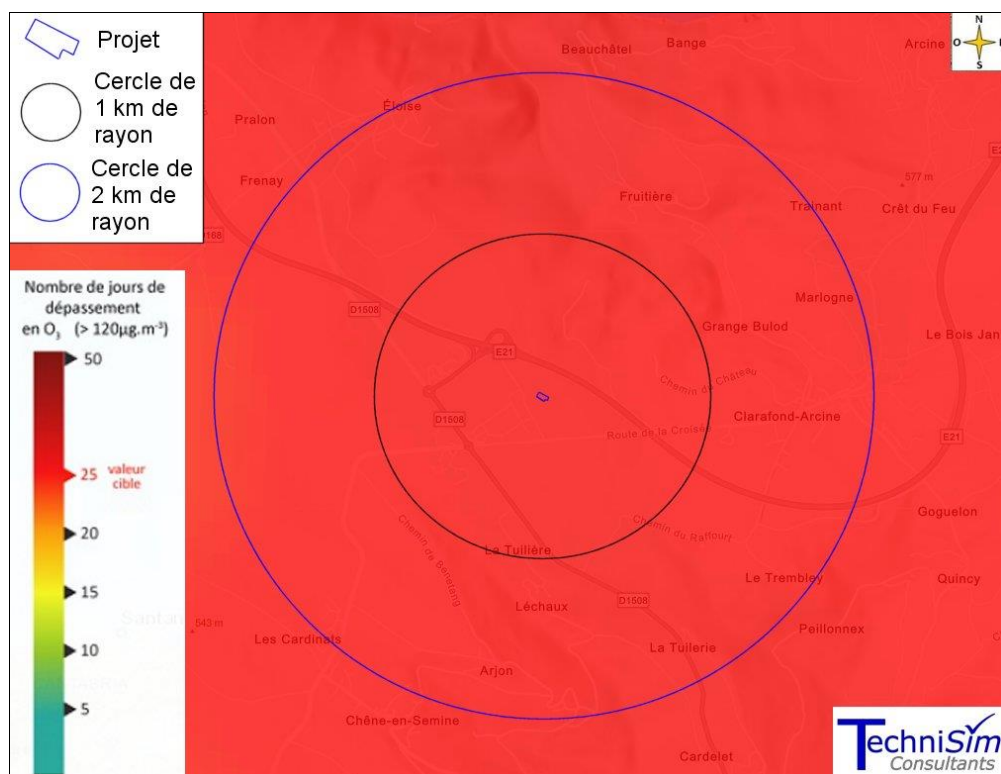 Projet
Cercle de
1 km de
rayon
Cercle de
2 km de
rayon
N
O
S
Beauchâtel
Bange
Arcine
Éloise
Pralon
Frenay
Fruitière
577 m
Trainant
Crêt du Feu
D1508
Marlogne
Grange Bulod
Le Bois Jan
E21
Chemin du Château
Clarafond-Arcine
D1508
Route de la Croisée
E21
Goguelon
Chemin du Raffourt
La Tuilière
Chemin de Sénetang
Le Trembley
Quincy
Léchaux
D1508
Peillonnex
543 m
Les Cardinats
La Tuilerie
Arjon
Chêne-en-Semine
Cardelet
Nombre de jours de
dépassement
en O3 (> 120µg.m-3)
50
25 valeur
cible
20
15
10
5
TechniSim
Consultants